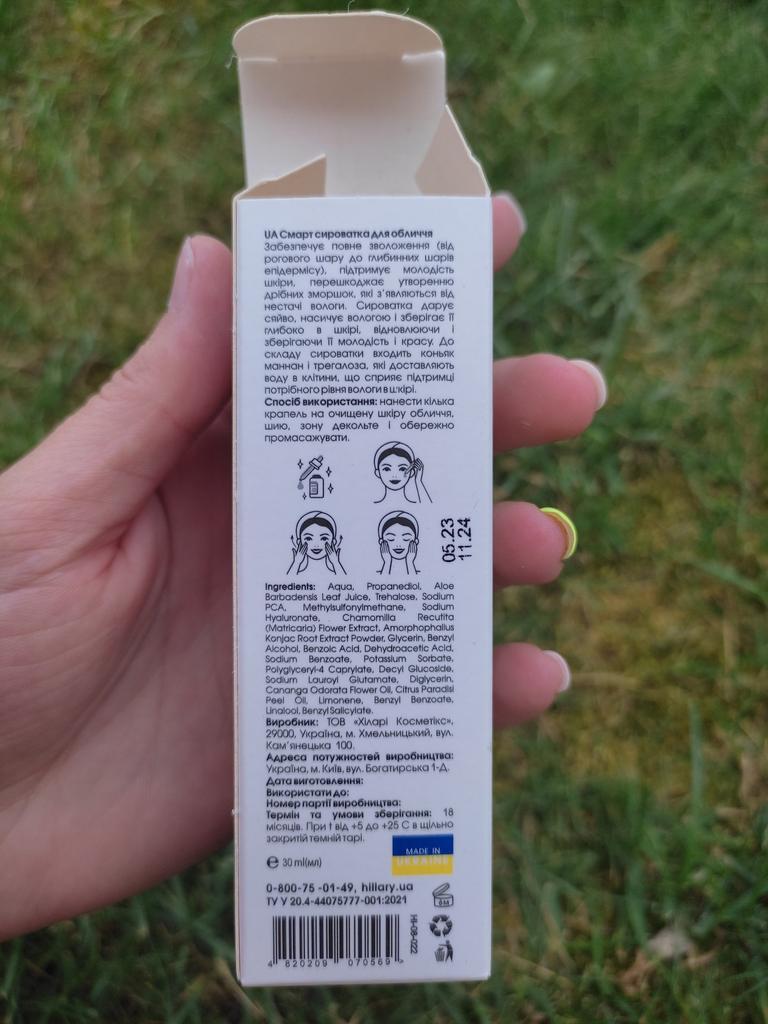 UA Смарт сироватка для обличчя
Забезпечує повне зволоження (від
рогового шару до глибинних шарів
епідермісу), підтримує молодість
шкіри, перешкоджає утворенню
дрібних зморшок, які з'являються від
нестачі вологи. Сироватка дарує
сяйво, насичує вологою і зберігає її
глибоко в шкірі, відновлюючи і
зберігаючи її молодість і красу. До
складу сироватки входить коньяк
маннан і трегалоза, які доставляють
воду в клітини, що сприяє підтримці
потрібного рівня вологи в шкірі.
Спосіб використання: нанести кілька
крапель на очищену шкіру обличчя,
шию, зону декольте і обережно
промасажувати.
05.23
11.24
Ingredients: Aqua, Propanediol, Aloe
Barbadensis Leaf Juice, Trehalose, Sodium
PCA, Methylsulfonylmethane, Sodium
Hyaluronate, Chamomilla Recutita
(Matricaria) Flower Extract, Amorphophallus
Konjac Root Extract Powder, Glycerin, Benzyl
Alcohol, Benzoic Acid, Dehydroacetic Acid,
Sodium Benzoate, Potassium Sorbate,
Polyglyceryl-4 Caprylate, Decyl Glucoside,
Sodium Lauroyl Glutamate, Diglycerin,
Cananga Odorata Flower Oil, Citrus Paradisi
Peel Oil, Limonene, Benzyl Benzoate,
Linalool, Benzyl Salicylate.
Виробник: ТОВ «Хіларі Косметікс»,
29000, Україна, м. Хмельницький, вул.
Кам'янецька 100.
Адреса потужностей виробництва:
Україна, м. Київ, вул. Богатирська 1-Д.
Дата виготовлення:
Використати до:
Номер партії виробництва:
Термін та умови зберігання: 18
місяців. При t від +5 до +25 С в щільно
закритій темній тарі.
MADE IN
UKRAINE
℮ 30 ml(мл)
0-800-75 -01-49, hillary.ua
ТУ У 20.4-44075777-001:2021
6M
HI-08-022
4 820209 070569